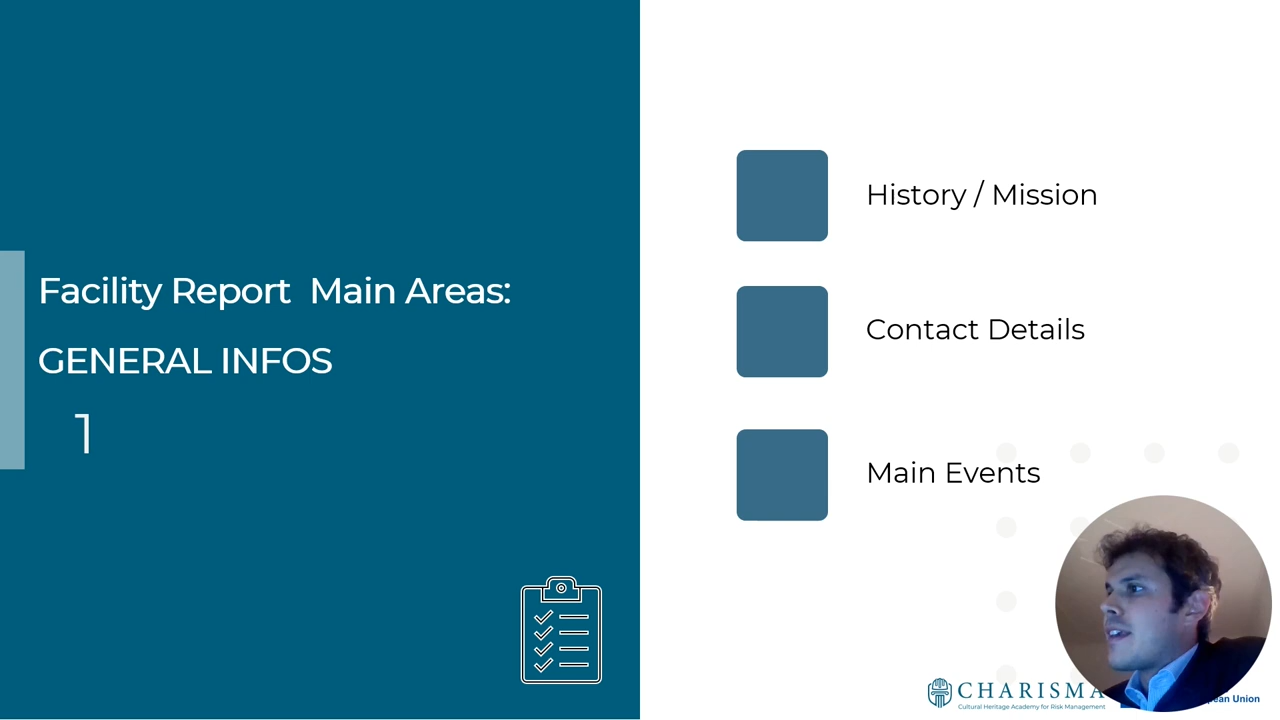 Facility Report  Main Areas:
GENERAL INFOS
1
History / Mission
Contact Details
Main Events
CHARISMA
Cultural Heritage Academy for Risk Management
Union